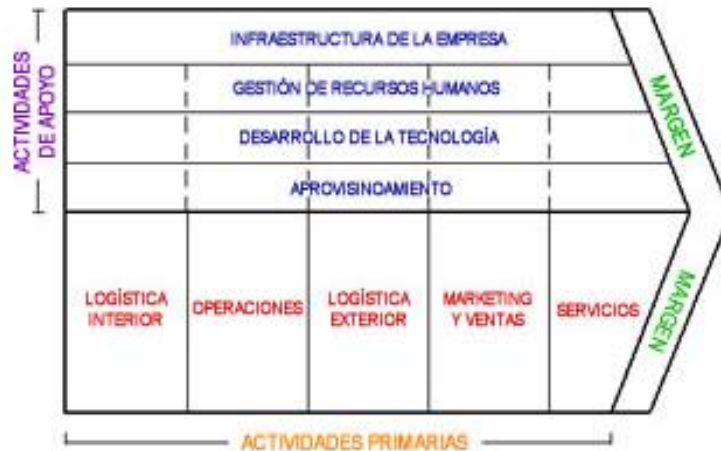 ACTIVIDADES
DE APOYO
INFRAESTRUCTURA DE LA EMPRESA
GESTIÓN DE RECURSOS HUMANOS
DESARROLLO DE LA TECNOLOGÍA
APROVISINOAMIENTO
MARGEN
LOGÍSTICA
INTERIOR
OPERACIONES
LOGÍSTICA
EXTERIOR
MARKETING
Y VENTAS
SERVICIOS
MARGEN
ACTIVIDADES PRIMARIAS